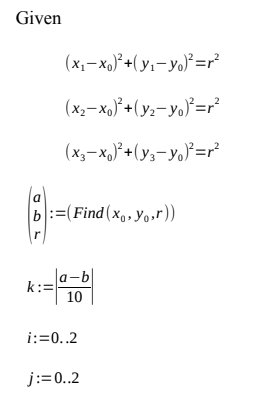 Given
(x₁−x₀)²+(y₁−y₀)²=r²
(x₂−x₀)²+(y₂−y₀)²=r²
(x₃−x₀)²+(y₃−y₀)²=r²
(a b r):=(Find(x₀,y₀,r))
k:=|a−b/10|
i:=0..2
j:=0..2